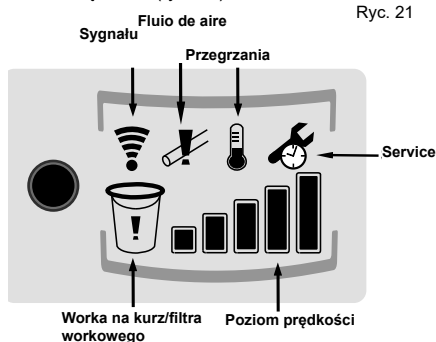 Ryc. 21
Fluio de aire
Sygnału
Przegrzania
Service
Worka na kurz/filtra
workowego
Poziom prędkości